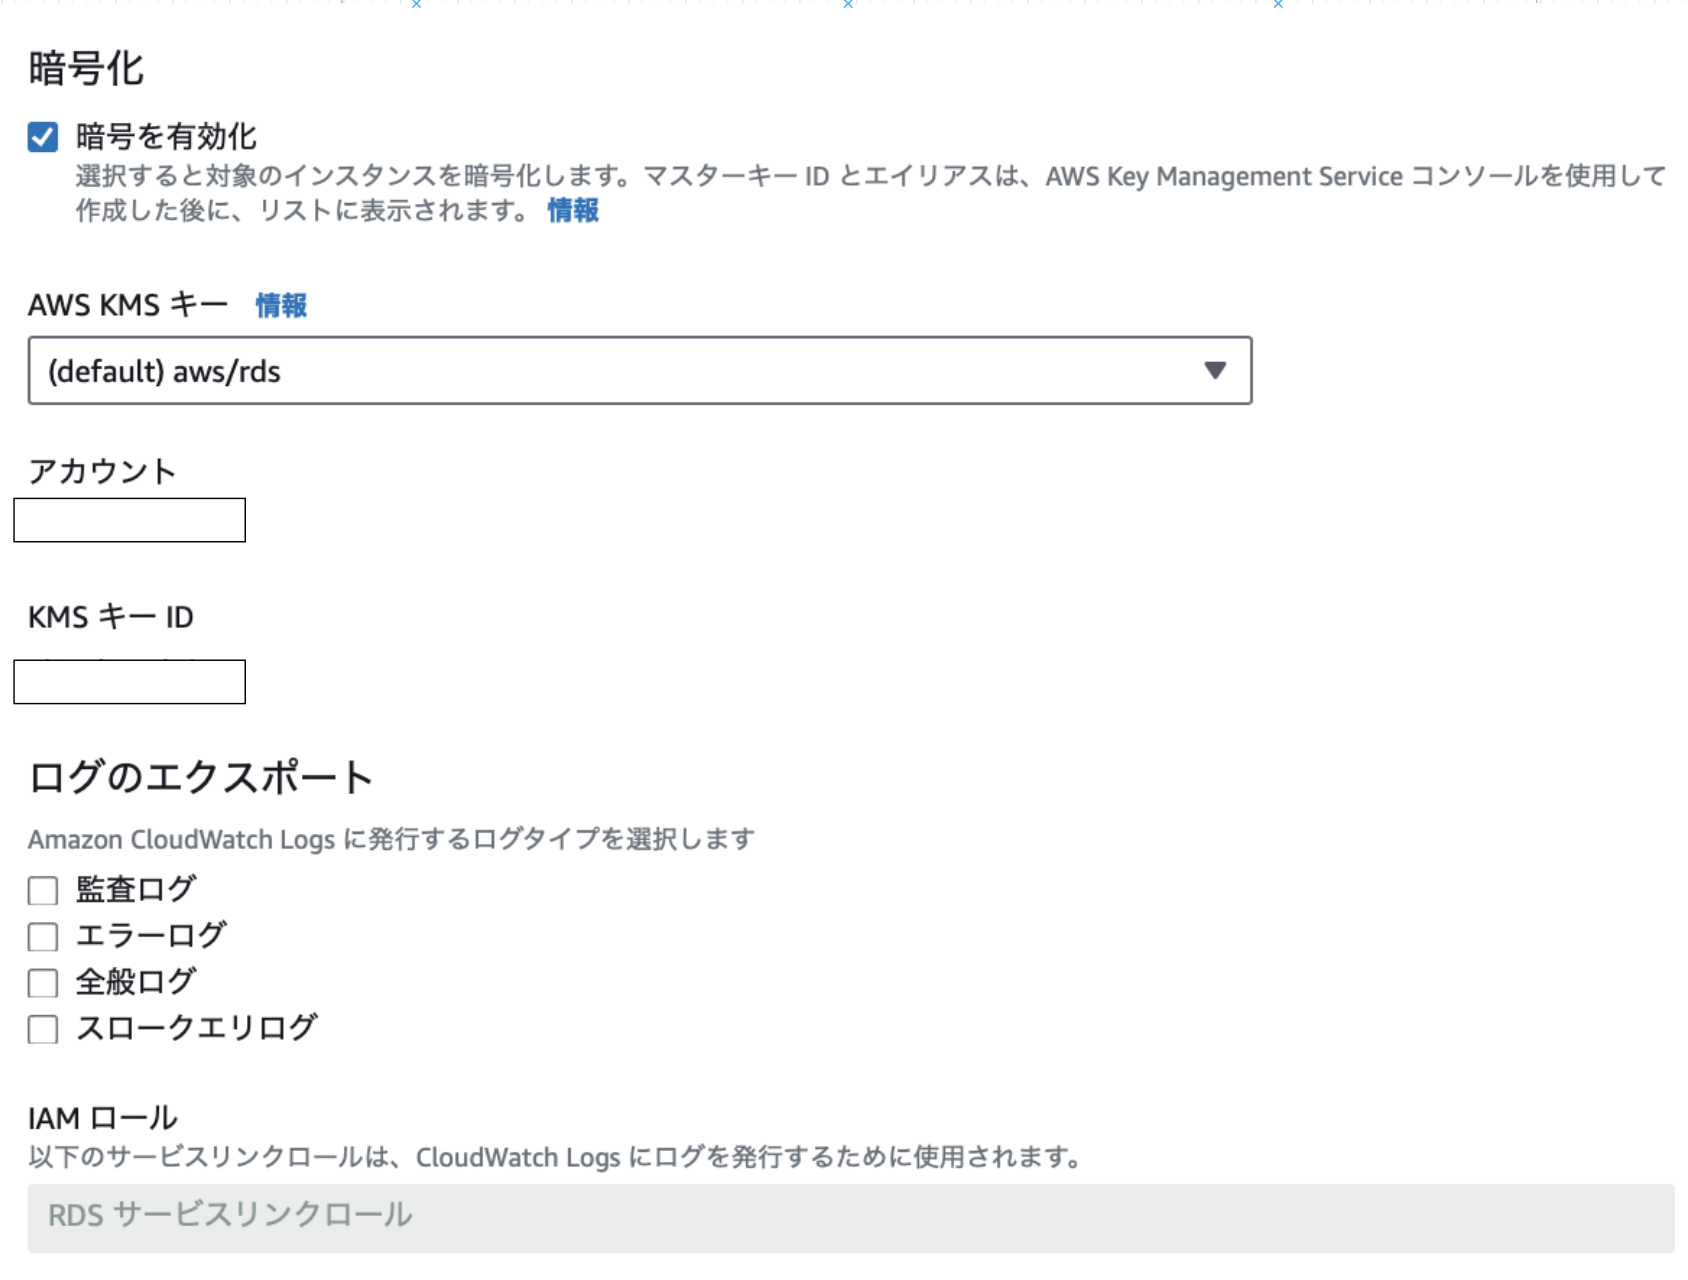 暗号化
暗号を有効化
選択すると対象のインスタンスを暗号化します。マスターキー ID とエイリアスは、AWS Key Management Service コンソールを使用して
作成した後に、リストに表示されます。 情報
AWS KMS キー 情報
(default) aws/rds
アカウント
KMS キー ID
ログのエクスポート
Amazon CloudWatch Logs に発行するログタイプを選択します
監査ログ
エラーログ
全般ログ
スロークエリログ
IAM ロール
以下のサービスリンクロールは、CloudWatch Logs にログを発行するために使用されます。
RDS サービスリンクロール